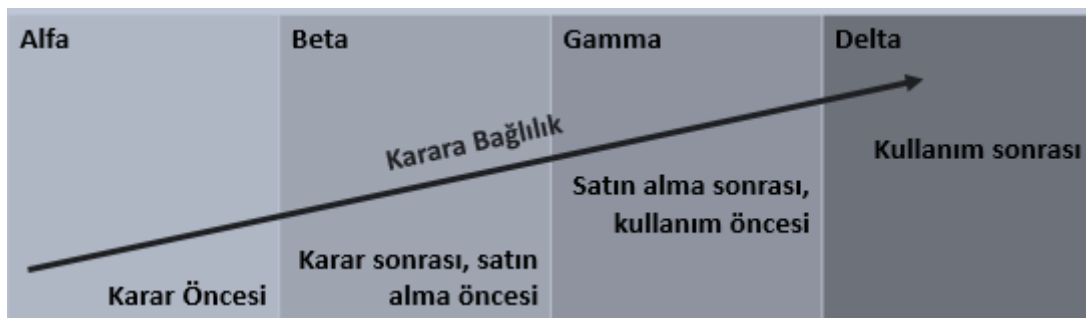 Alfa
Beta
Gamma
Delta
Karara Bağlılık
Karar Öncesi
Karar sonrası, satın
alma öncesi
Satın alma sonrası,
kullanım öncesi
Kullanım sonrası